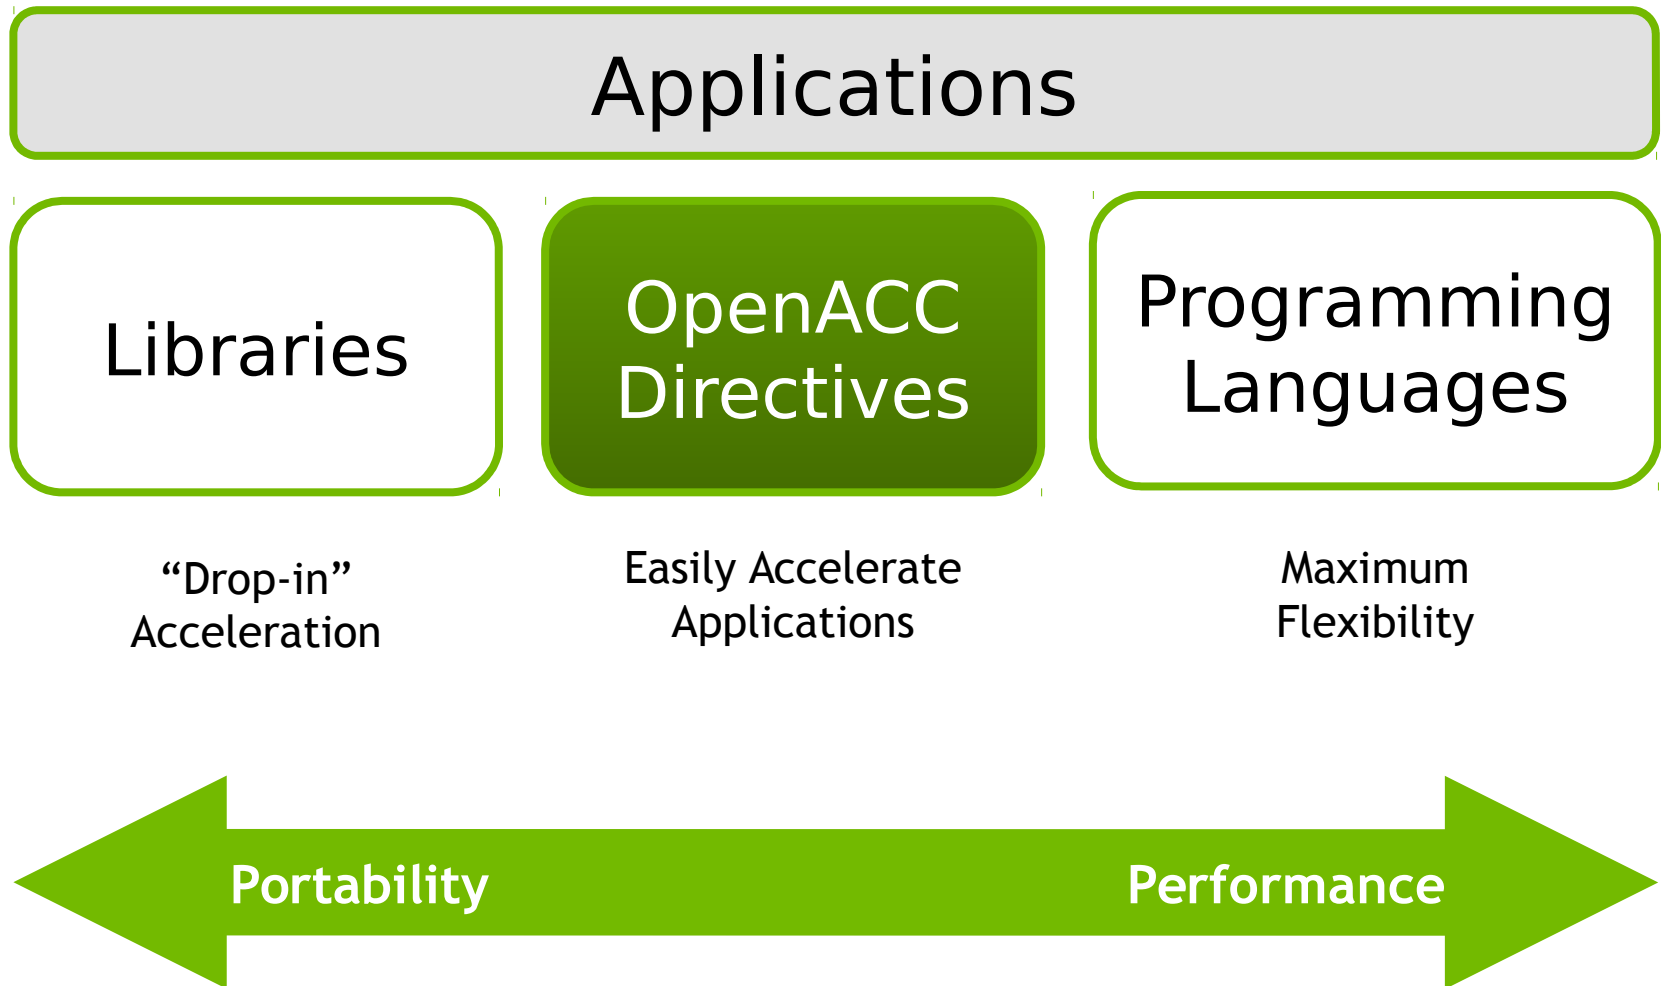 Applications
Libraries
OpenACC
Directives
Programming
Languages
“Drop-in”
Acceleration
Easily Accelerate
Applications
Maximum
Flexibility
Portability
Performance